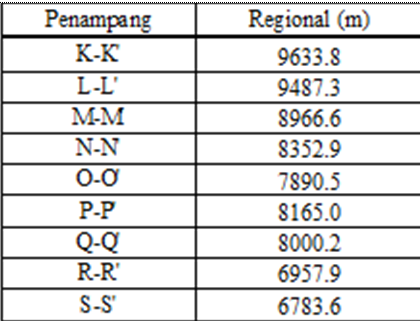 Penampang Regional (m)
K-K' 9633.8
L-L' 9487.3
M-M' 8966.6
N-N' 8352.9
O-O' 7890.5
P-P' 8165.0
Q-Q' 8000.2
R-R' 6957.9
S-S' 6783.6